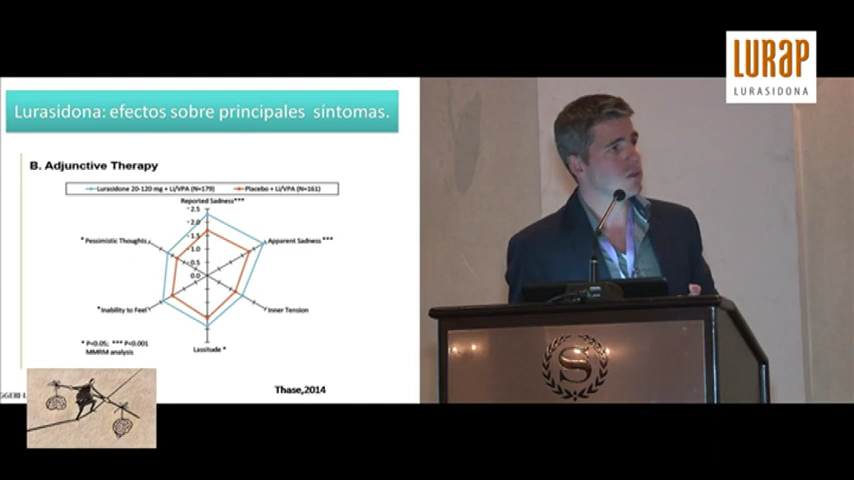 LURAP
LURASIDONA
Lurasidona: efectos sobre principales síntomas.
B. Adjunctive Therapy
Lurasidone 20-120 mg + Li/VPA (N=179)
Placebo + Li/VPA (N=161)
Reported Sadness***
2.5
2.0
1.5
1.0
0.5
0.0
* Pessimistic Thoughts
Apparent Sadness ***
*Inability to Feel
Inner Tension
Lassitude *
* P<0.05; *** P<0.001
MMRM analysis
Thase,2014
S